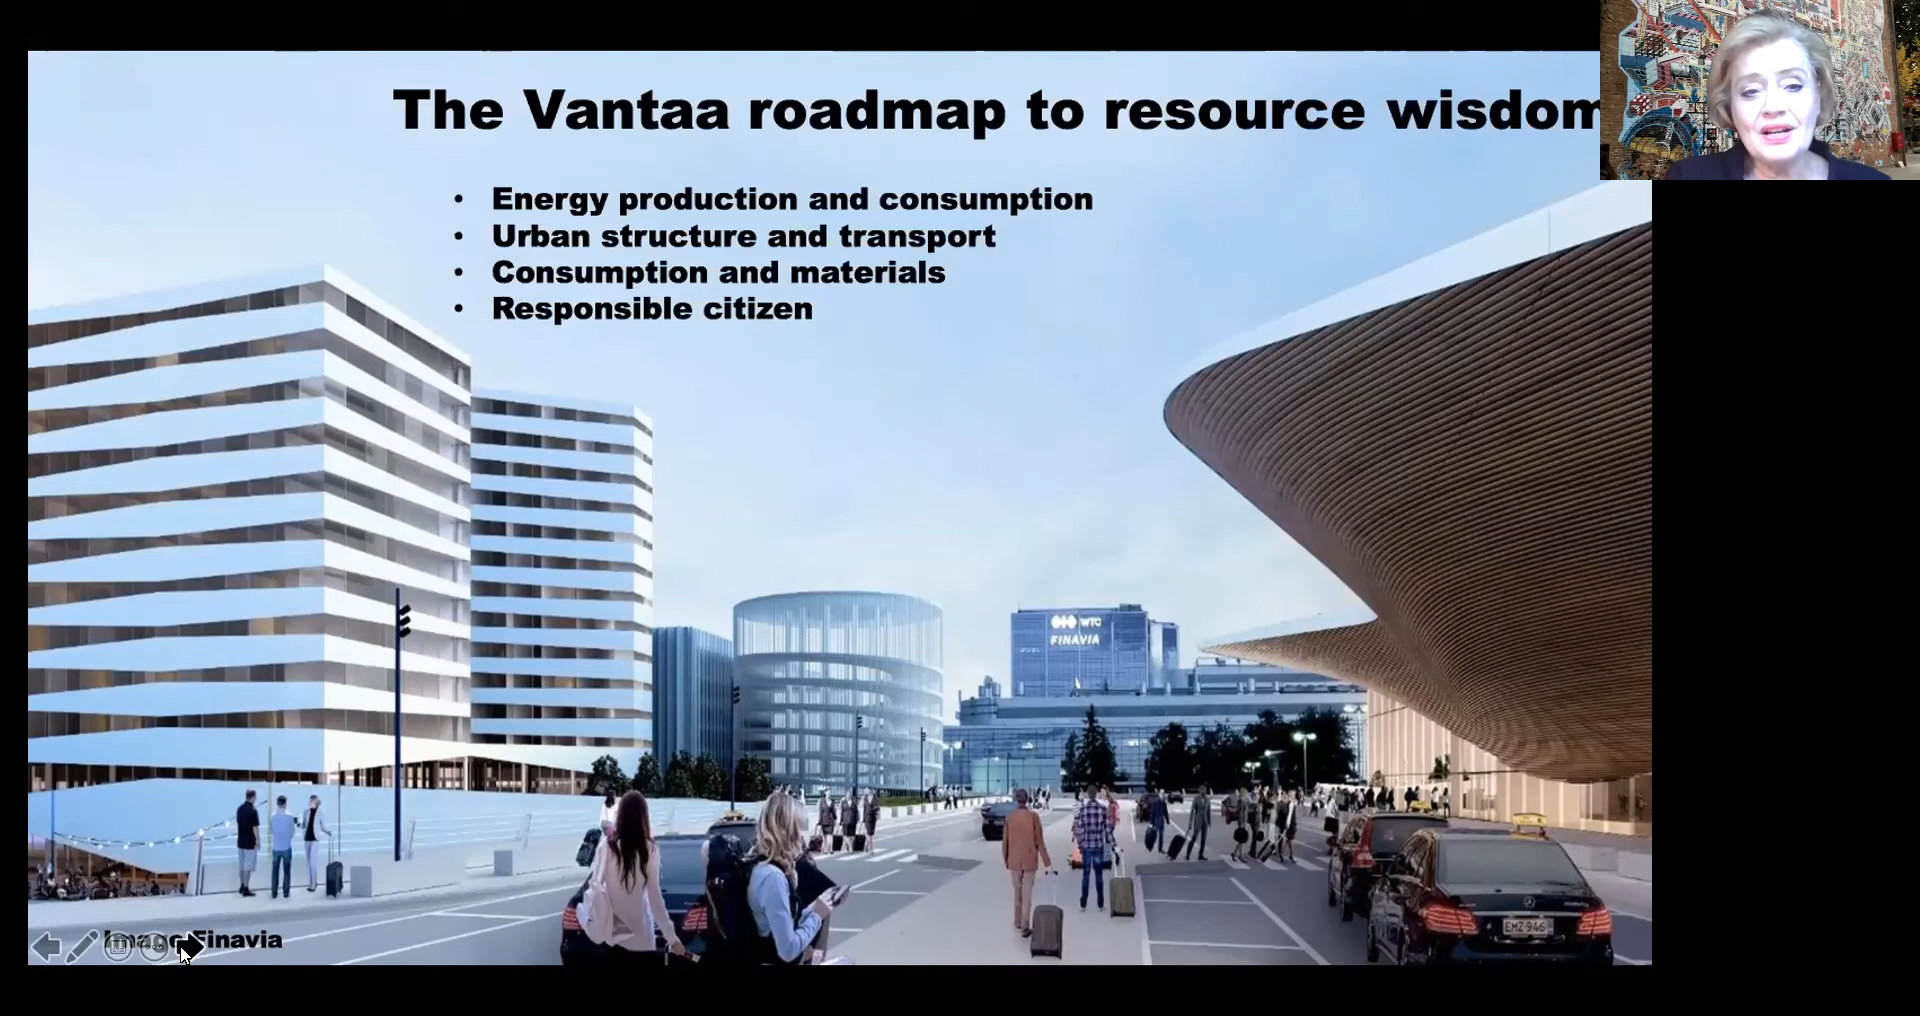 The Vantaa roadmap to resource wisdom
• Energy production and consumption
• Urban structure and transport
• Consumption and materials
• Responsible citizen
WTC
FINAVIA
EMZ-946
Image Finavia